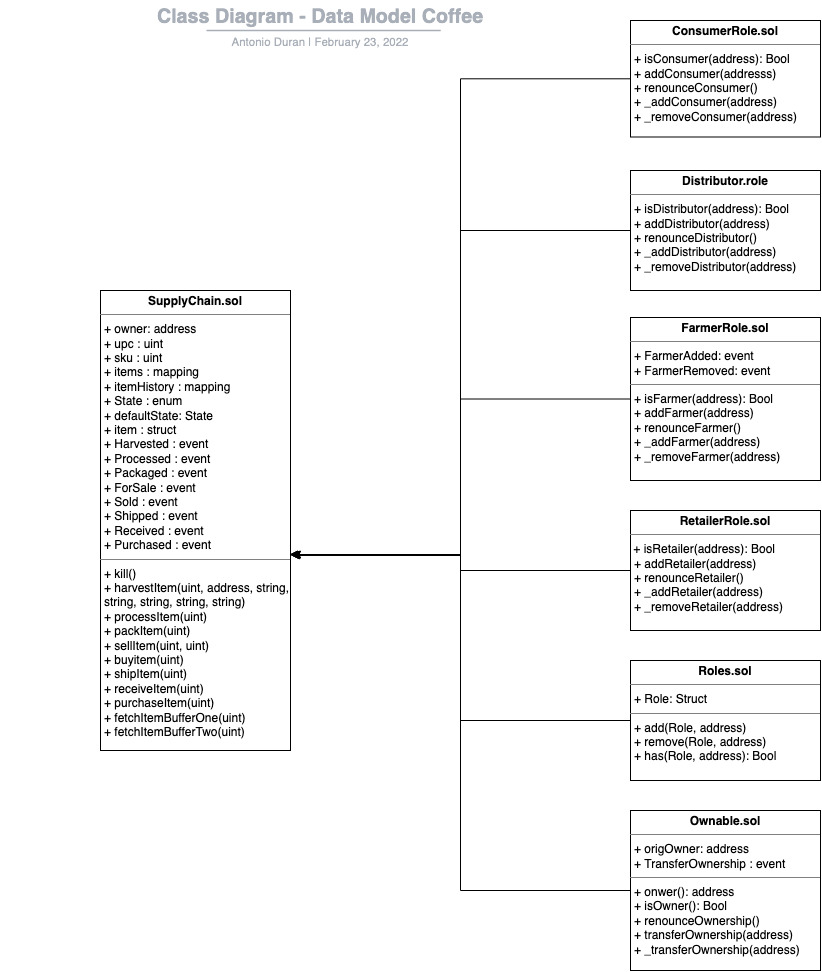 Class Diagram - Data Model Coffee
Antonio Duran | February 23, 2022
SupplyChain.sol
+ owner: address
+ upc : uint
+ sku : uint
+ items : mapping
+ itemHistory : mapping
+ State : enum
+ defaultState: State
+ item : struct
+ Harvested : event
+ Processed : event
+ Packaged : event
+ ForSale : event
+ Sold : event
+ Shipped : event
+ Received : event
+ Purchased : event
+ kill()
+ harvestItem(uint, address, string,
string, string, string, string)
+ processItem(uint)
+ packItem(uint)
+ sellItem(uint, uint)
+ buyitem(uint)
+ shipItem(uint)
+ receiveItem(uint)
+ purchaseItem(uint)
+ fetchItemBufferOne(uint)
+ fetchItemBufferTwo(uint)
ConsumerRole.sol
+ isConsumer(address): Bool
+ addConsumer(addresss)
+ renounceConsumer()
+ _addConsumer(address)
+ _removeConsumer(address)
Distributor.role
+ isDistributor(address): Bool
+ addDistributor(address)
+ renounceDistributor()
+ _addDistributor(address)
+ _removeDistributor(address)
FarmerRole.sol
+ FarmerAdded: event
+ FarmerRemoved: event
+ isFarmer(address): Bool
+ addFarmer(address)
+ renounceFarmer()
+ _addFarmer(address)
+ _removeFarmer(address)
RetailerRole.sol
+ isRetailer(address): Bool
+ addRetailer(address)
+ renounceRetailer()
+ _addRetailer(address)
+ _removeRetailer(address)
Roles.sol
+ Role: Struct
+ add(Role, address)
+ remove(Role, address)
+ has(Role, address): Bool
Ownable.sol
+ origOwner: address
+ TransferOwnership : event
+ onwer(): address
+ isOwner(): Bool
+ renounceOwnership()
+ transferOwnership(address)
+ _transferOwnership(address)